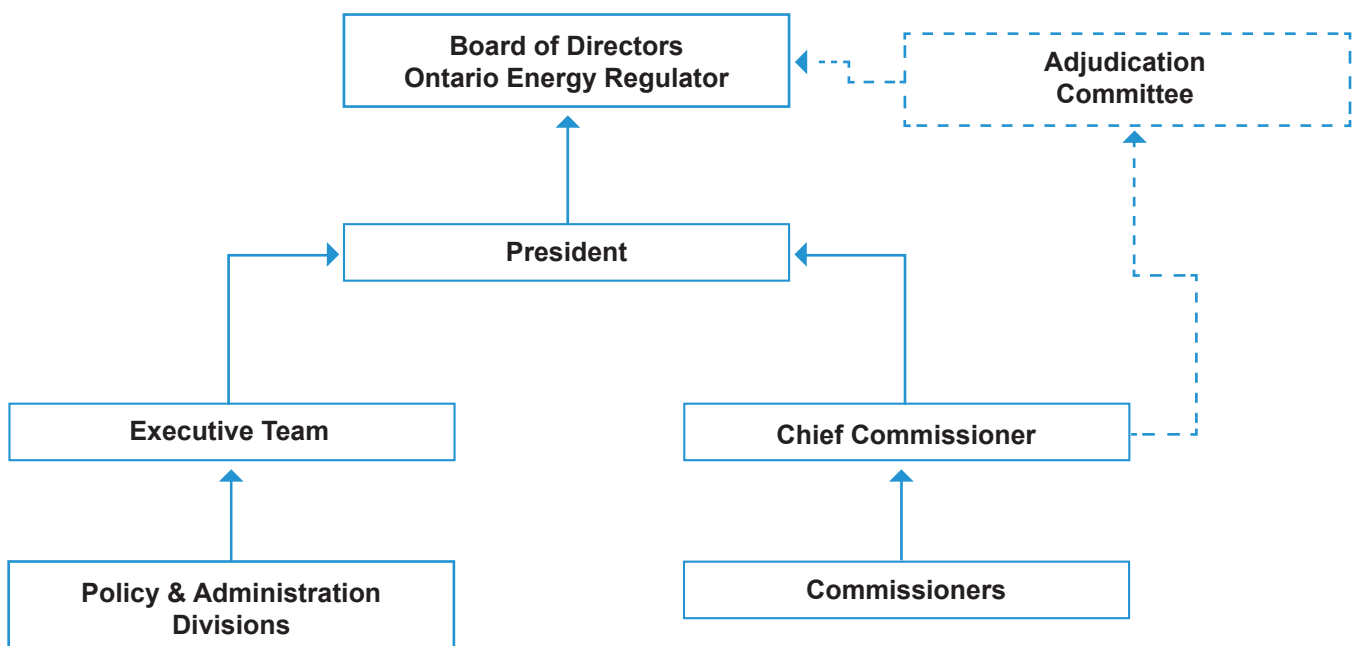 Board of Directors
Ontario Energy Regulator
Adjudication
Committee
President
Executive Team
Chief Commissioner
Policy & Administration
Divisions
Commissioners